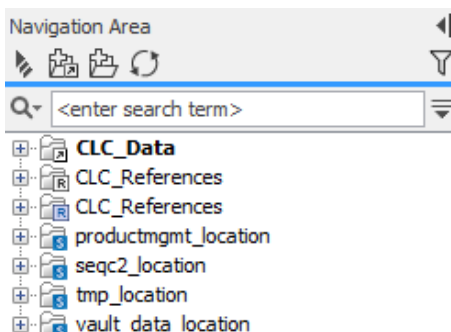 Navigation Area
<enter search term>
CLC_Data
R CLC_References
R CLC_References
S productmgmt_location
S seqc2_location
S tmp_location
S vault_data_location